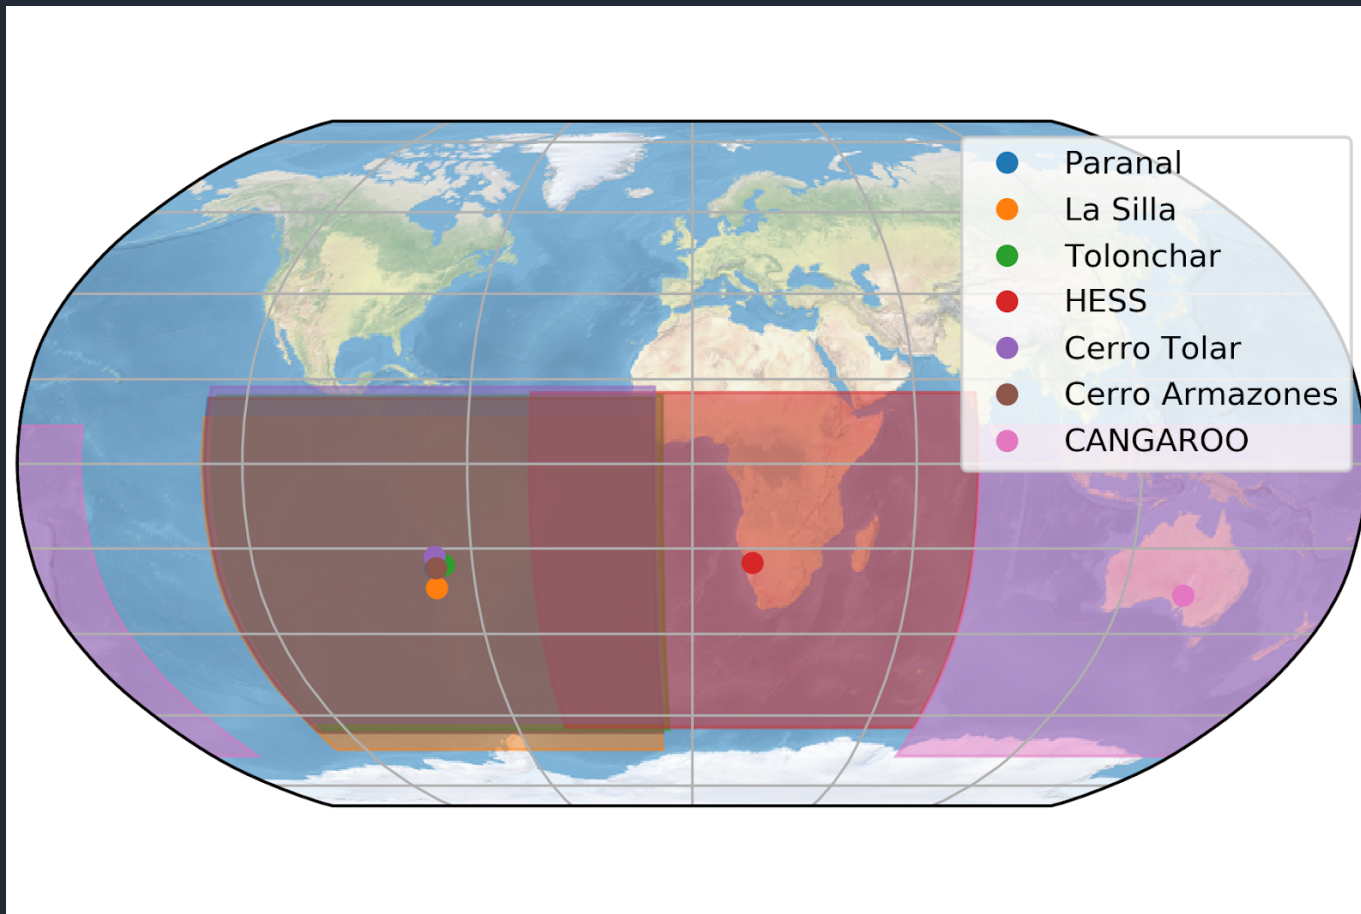 Paranal
La Silla
Tolonchar
HESS
Cerro Tolar
Cerro Armazones
CANGAROO